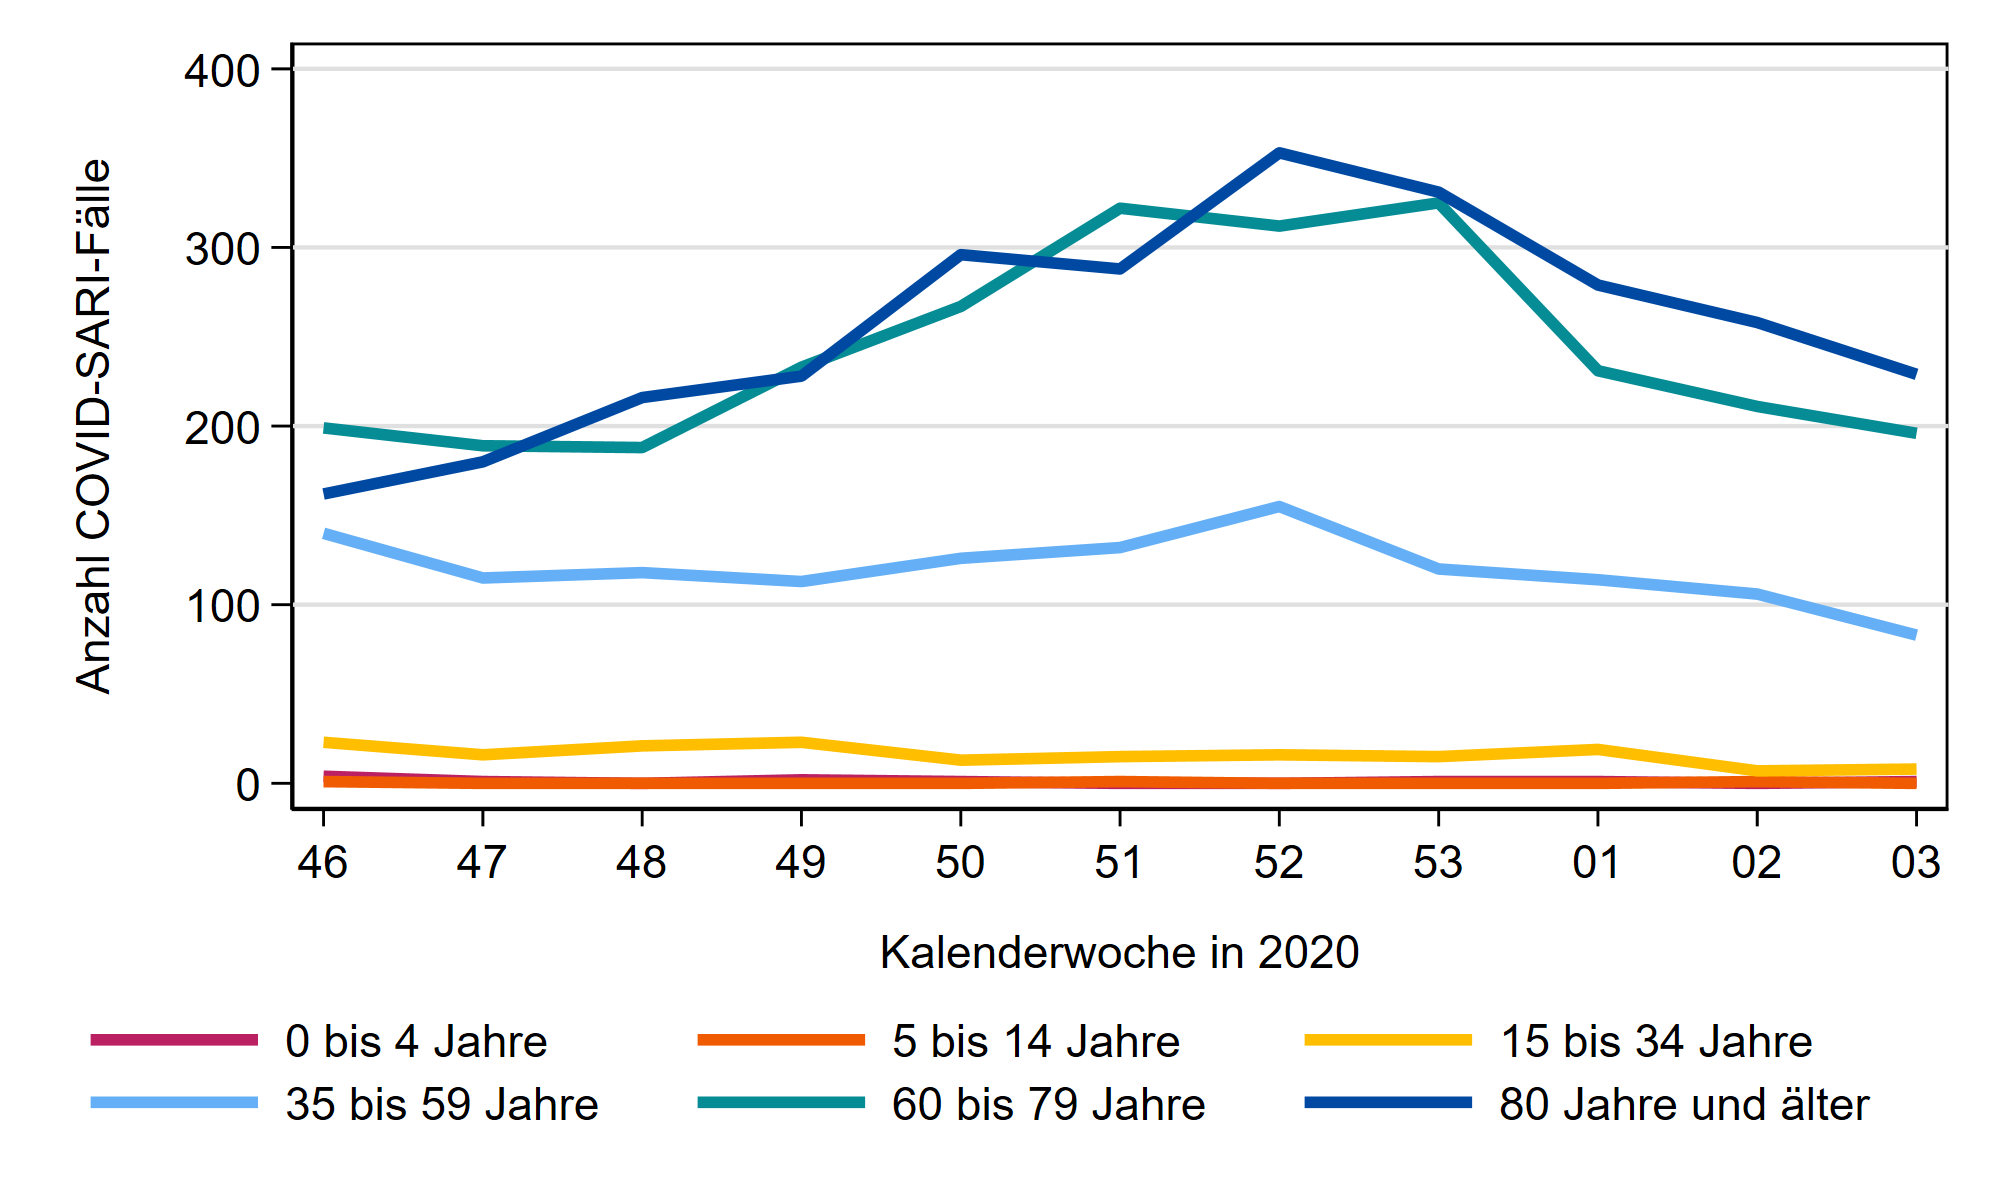 Anzahl COVID-SARI-Fälle
400
300
200
100
0
46 47 48 49 50 51 52 53 01 02 03
Kalenderwoche in 2020
0 bis 4 Jahre 5 bis 14 Jahre 15 bis 34 Jahre
35 bis 59 Jahre 60 bis 79 Jahre 80 Jahre und älter